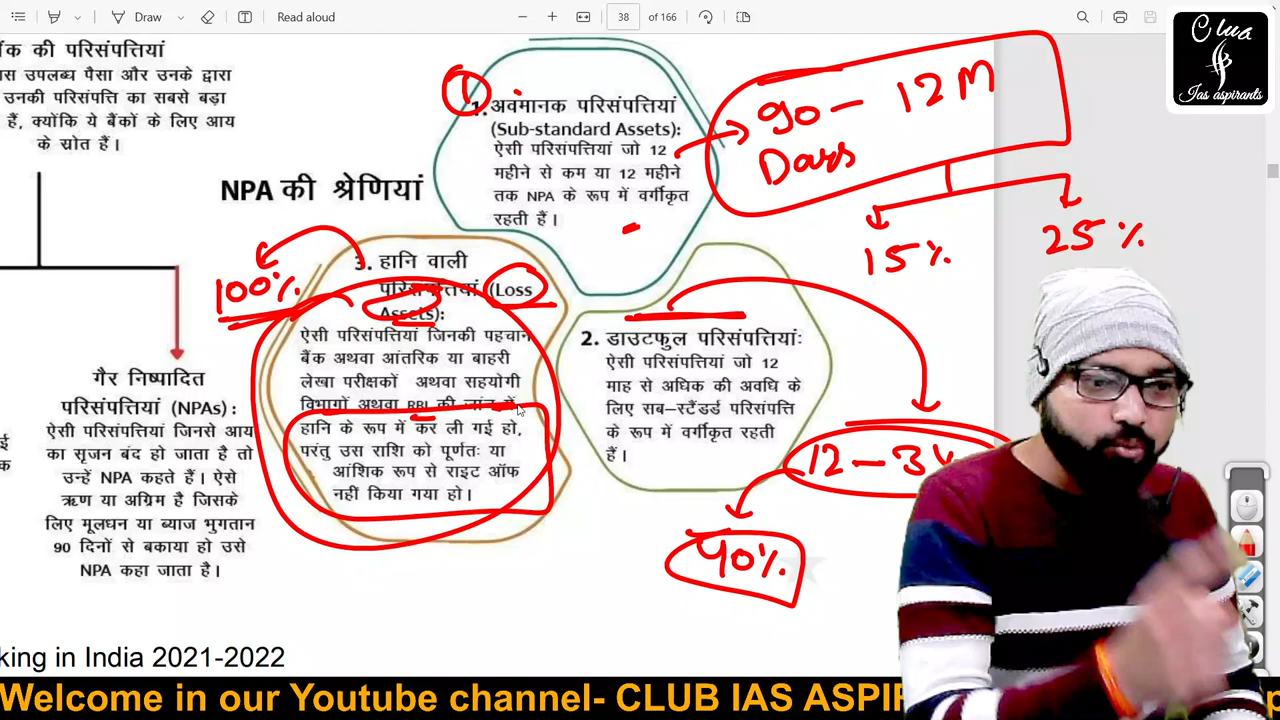 Draw
Read aloud
38
of 166
Club
Ias aspirants
क की परिसंपत्तियां
स उपलब्ध पैसा और उनके द्वारा
उनकी परिसंपत्ति का सबसे बड़ा
हैं, क्योंकि ये बैंकों के लिए आय
के स्रोत हैं।
NPA की श्रेणियां
①
1. अवमानक परिसंपत्तियां
(Sub-standard Assets):
ऐसी परिसंपत्तियां जो 12
महीने से कम या 12 महीने
तक NPA के रूप में वर्गीकृत
रहती हैं।
90 - 12 M
Days
15%
25%
100%
3. हानि वाली
परिसंपत्तियां (Loss
Assets):
ऐसी परिसंपत्तियां जिनकी पहचान
बैंक अथवा आंतरिक या बाहरी
लेखा परीक्षकों अथवा सहयोगी
विभागों अथवा RBI की जांच में
हानि के रूप में कर ली गई हो,
परंतु उस राशि को पूर्णतः या
आंशिक रूप से राइट ऑफ
नहीं किया गया हो।
2. डाउटफुल परिसंपत्तियांः
ऐसी परिसंपत्तियां जो 12
माह से अधिक की अवधि के
लिए सब-स्टैंडर्ड परिसंपत्ति
के रूप में वर्गीकृत रहती
हैं।
12 - 3
40%
गैर निष्पादित
परिसंपत्तियां (NPAs) :
ऐसी परिसंपत्तियां जिनसे आय
का सृजन बंद हो जाता है तो
उन्हें NPA कहते हैं। ऐसे
ऋण या अग्रिम है जिसके
लिए मूलधन या ब्याज भुगतान
90 दिनों से बकाया हो उसे
NPA कहा जाता है।
king in India 2021-2022
Welcome in our Youtube channel- CLUB IAS ASPIR